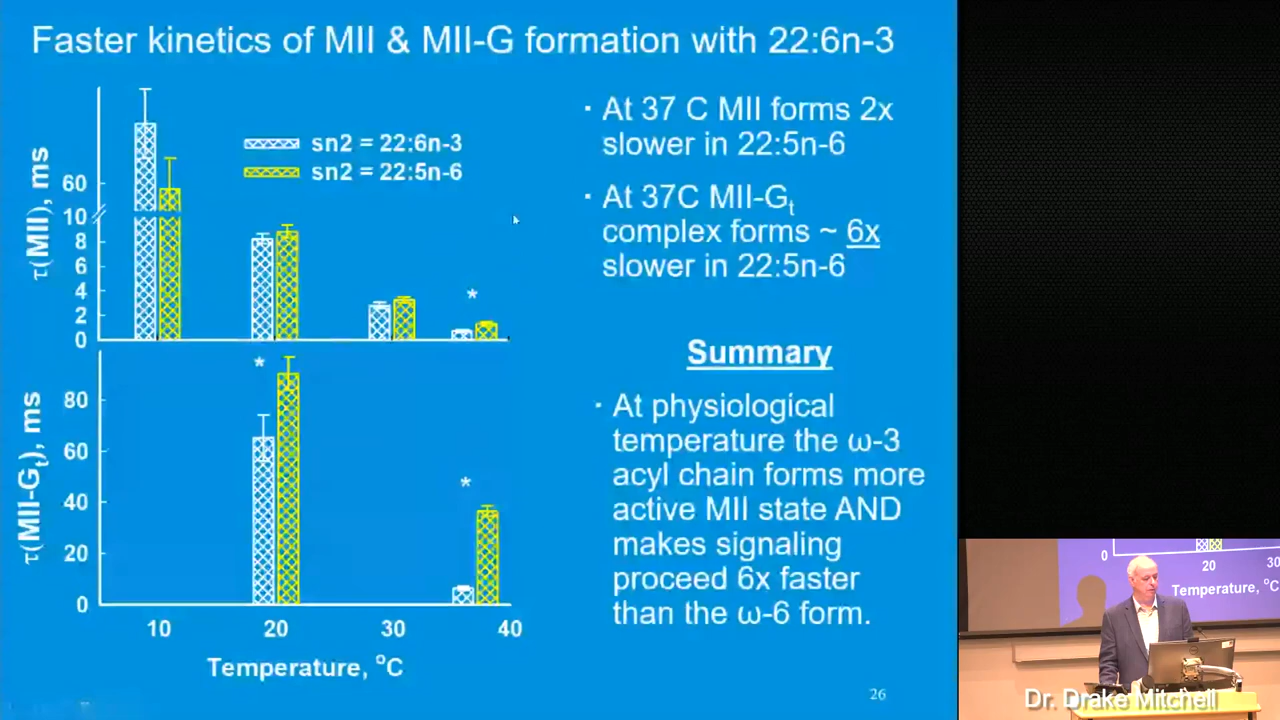 Faster kinetics of MII & MII-G formation with 22:6n-3
τ(MII), ms
60
10
8
6
4
2
0
sn2 = 22:6n-3
sn2 = 22:5n-6
*
τ(MII-Gt), ms
80
60
40
20
0
*
*
10 20 30 40
Temperature, °C
· At 37 C MII forms 2x
slower in 22:5n-6
· At 37C MII-Gt
complex forms ~ 6x
slower in 22:5n-6
Summary
· At physiological
temperature the ω-3
acyl chain forms more
active MII state AND
makes signaling
proceed 6x faster
than the ω-6 form.
26
0
20 30
Temperature, °C
Dr. Drake Mitchell